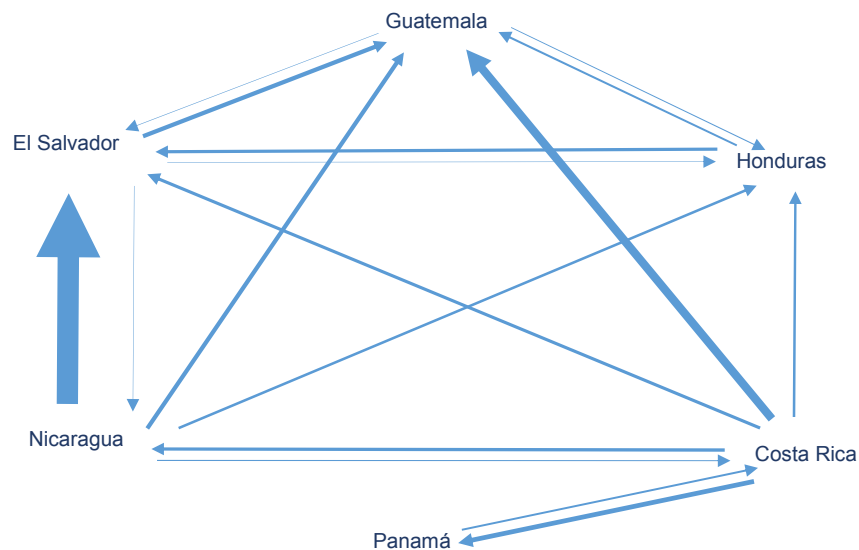 Guatemala
El Salvador
Honduras
Nicaragua
Costa Rica
Panamá